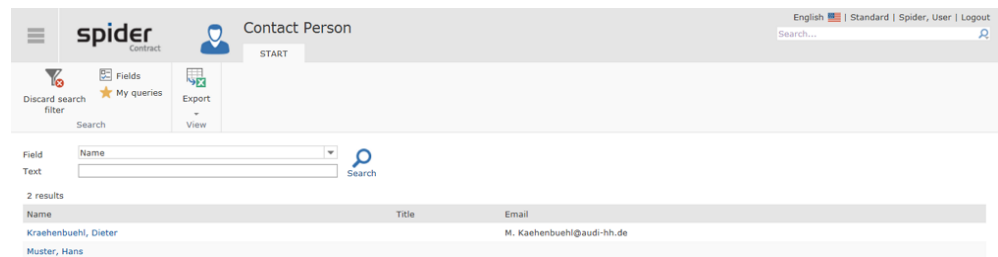 English | Standard | Spider, User | Logout
spider
Contract
Contact Person
Search...
START
Discard search
filter
Fields
My queries
Export
Search
View
Field
Name
Text
Search
2 results
Name Title Email
Kraehenbuehl, Dieter M. Kaehenbuehl@audi-hh.de
Muster, Hans